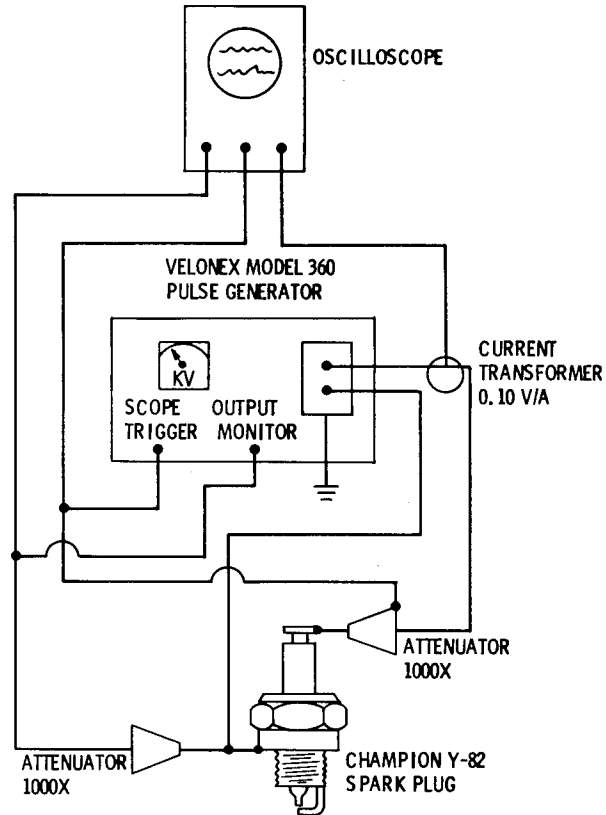 OSCILLOSCOPE
VELONEX MODEL 360
PULSE GENERATOR
KV
SCOPE
TRIGGER
OUTPUT
MONITOR
CURRENT
TRANSFORMER
0.10 V/A
ATTENUATOR
1000X
ATTENUATOR
1000X
CHAMPION Y-82
SPARK PLUG